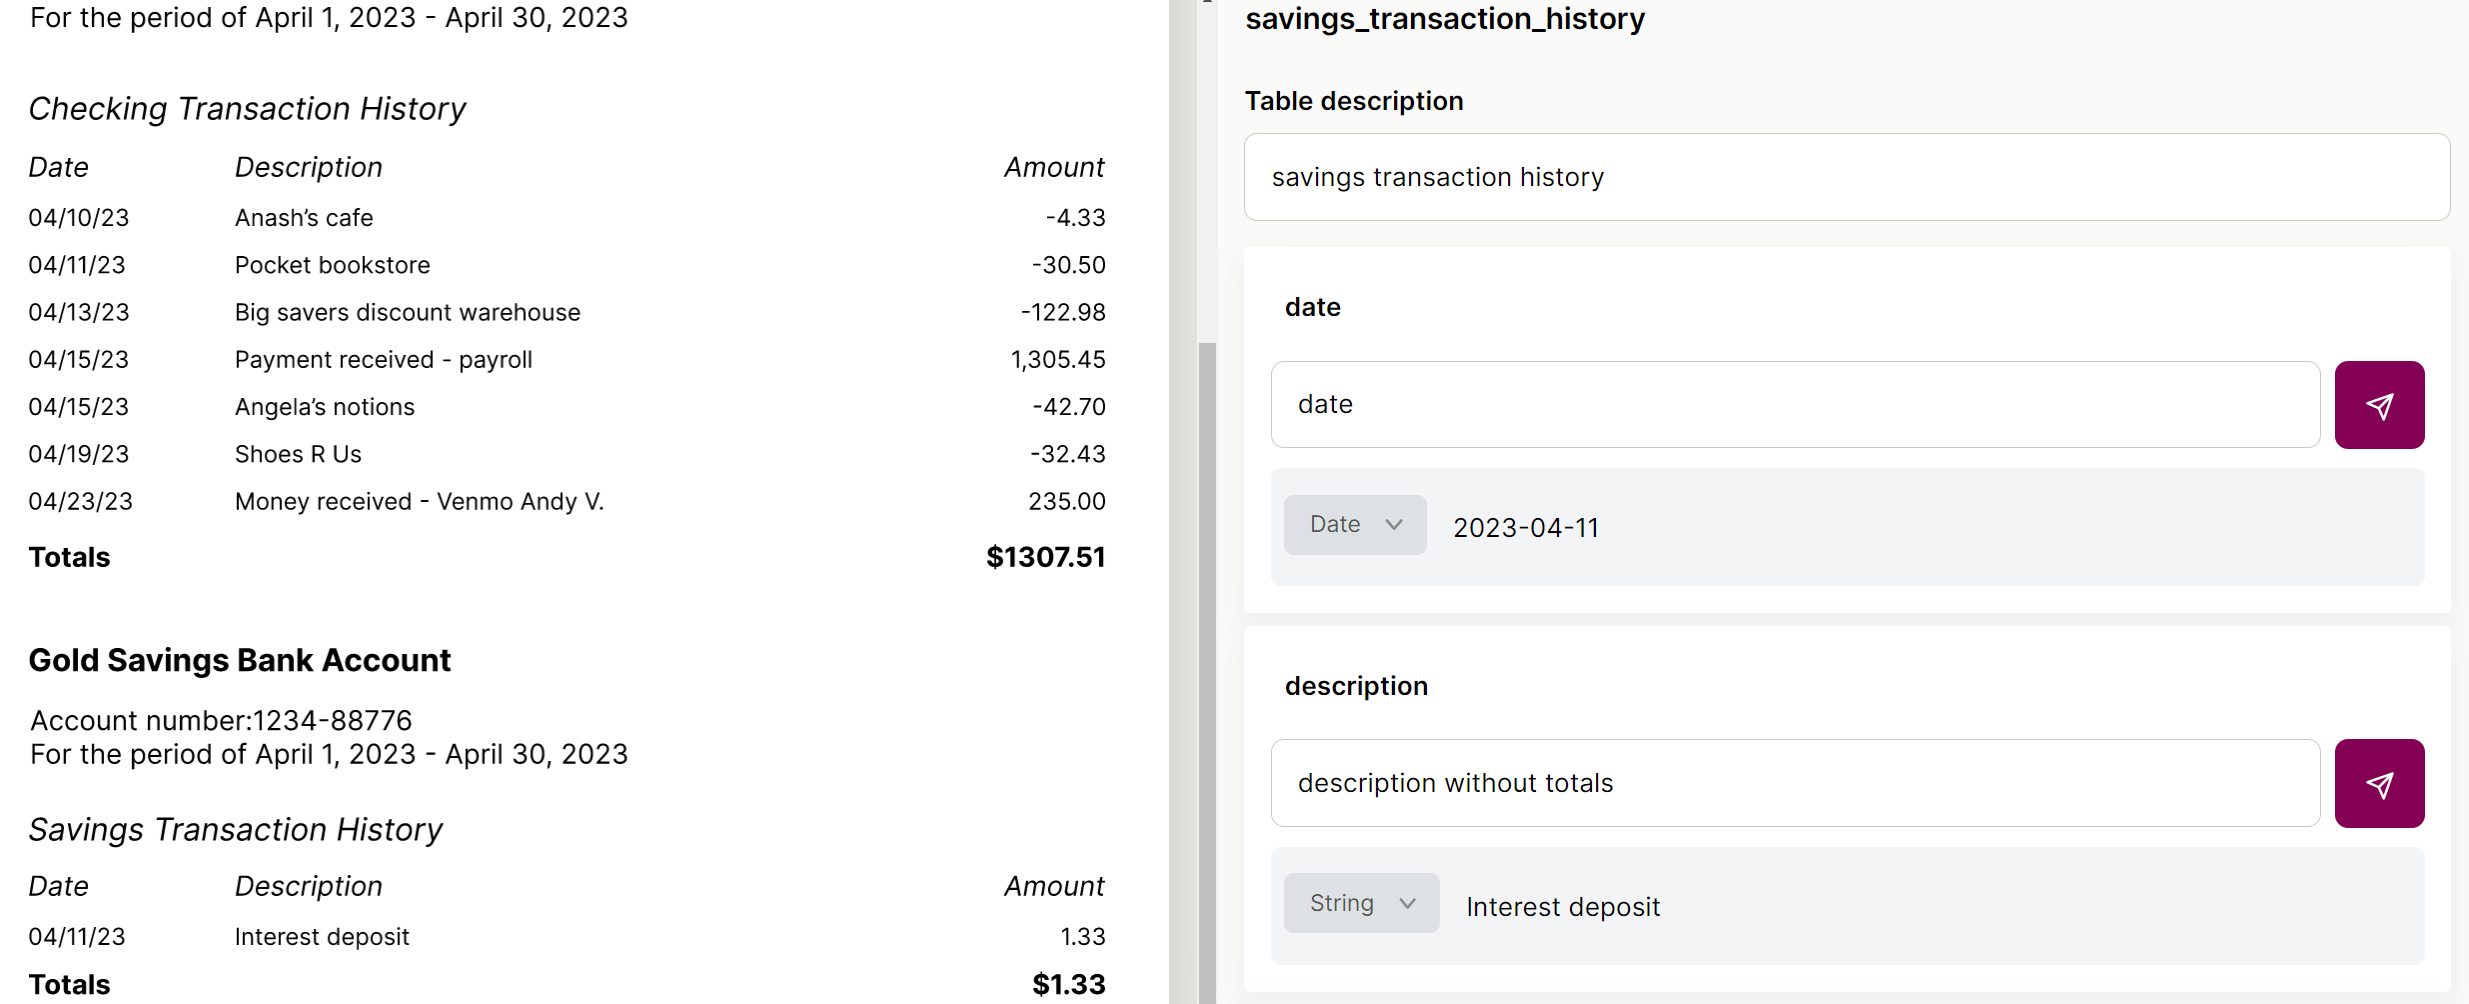 For the period of April 1, 2023 - April 30, 2023
Checking Transaction History
Date Description Amount
04/10/23 Anash’s cafe -4.33
04/11/23 Pocket bookstore -30.50
04/13/23 Big savers discount warehouse -122.98
04/15/23 Payment received - payroll 1,305.45
04/15/23 Angela’s notions -42.70
04/19/23 Shoes R Us -32.43
04/23/23 Money received - Venmo Andy V. 235.00
Totals $1307.51
Gold Savings Bank Account
Account number:1234-88776
For the period of April 1, 2023 - April 30, 2023
Savings Transaction History
Date Description Amount
04/11/23 Interest deposit 1.33
Totals $1.33
savings_transaction_history
Table description
savings transaction history
date
date
Date 2023-04-11
description
description without totals
String Interest deposit